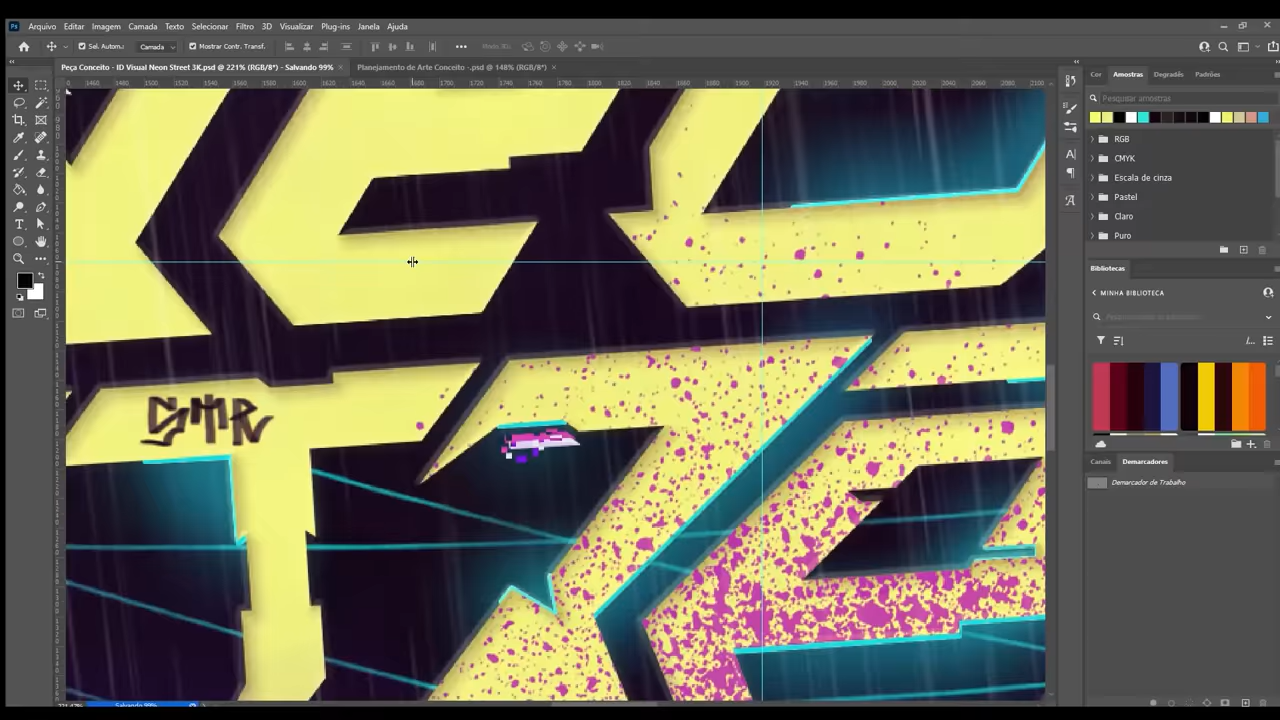 Arquivo Editar Imagem Camada Texto Selecionar Filtro 3D Visualizar Plug-ins Janela Ajuda
Sel. Autom.: Camada Mostrar Contr. Transf.
Peça Conceito - ID Visual Neon Street 3K.psd @ 221% (RGB/8*) - Salvando 99% × Planejamento de Arte Conceito -.psd @ 148% (RGB/8*) ×
Cor Amostras Degradês Padrões
Pesquisar amostras
RGB
CMYK
Escala de cinza
Pastel
Claro
Puro
Bibliotecas
MINHA BIBLIOTECA
Canais Demarcadores
Demarcador de Trabalho
Salvando 99%